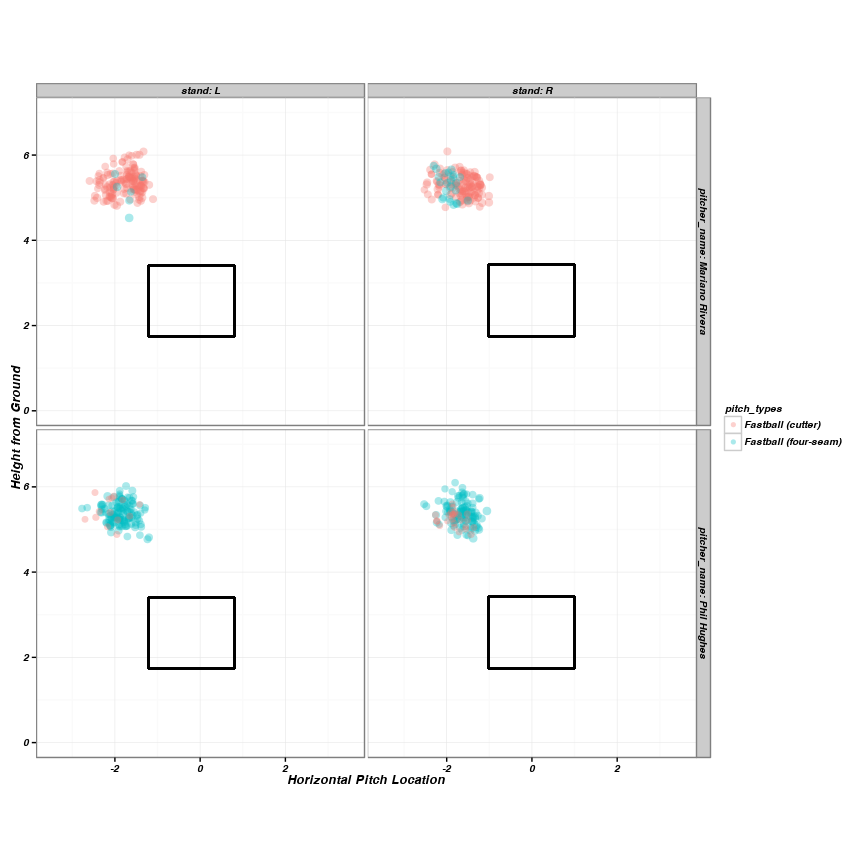 stand: L
stand: R
6
4
2
0
pitcher_name: Mariano Rivera
Height from Ground
6
4
2
0
pitcher_name: Phil Hughes
pitch_types
Fastball (cutter)
Fastball (four-seam)
-2
0
2
-2
0
2
Horizontal Pitch Location